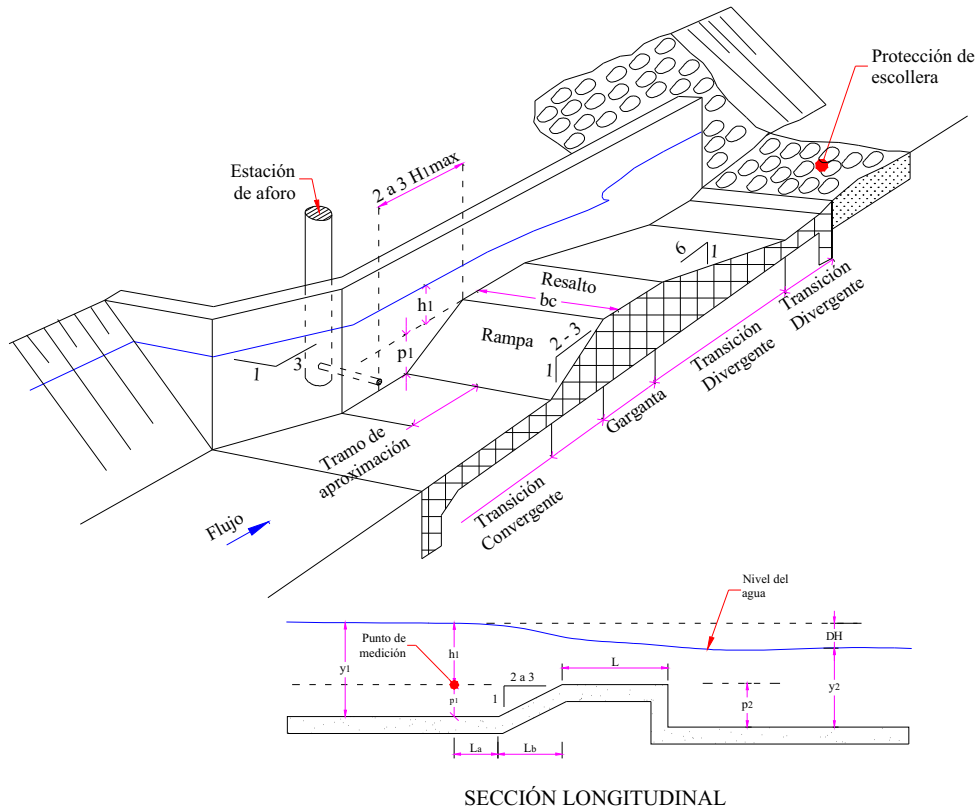 Protección de
escollera
Estación
de aforo
2 a 3 H1max
h1
p1
Resalto
bc
Rampa
6
1
2 - 3
1
1
3
Tramo de
aproximación
Flujo
Transición
Convergente
Garganta
Transición
Divergente
Transición
Divergente
Nivel del
agua
Punto de
medición
y1
h1
p1
2 a 3
1
L
DH
y2
p2
La
Lb
SECCIÓN LONGITUDINAL